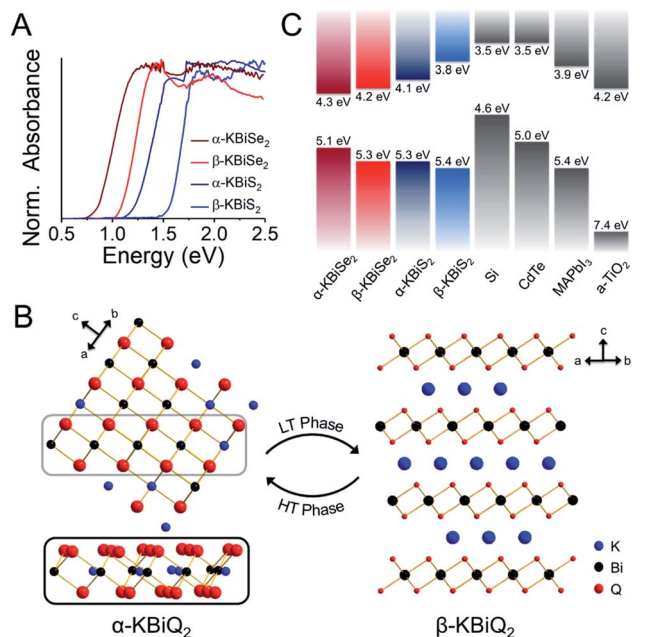 A
Norm. Absorbance
α-KBiSe2
β-KBiSe2
α-KBiS2
β-KBiS2
0.5 1.0 1.5 2.0 2.5
Energy (eV)
C
4.3 eV
4.2 eV
4.1 eV
3.8 eV
3.5 eV
3.5 eV
3.9 eV
4.2 eV
5.1 eV
5.3 eV
5.3 eV
5.4 eV
4.6 eV
5.0 eV
5.4 eV
7.4 eV
α-KBiSe2
β-KBiSe2
α-KBiS2
β-KBiS2
Si
CdTe
MAPbI3
a-TiO2
B
c
b
a
LT Phase
HT Phase
c
a
b
K
Bi
Q
α-KBiQ2
β-KBiQ2